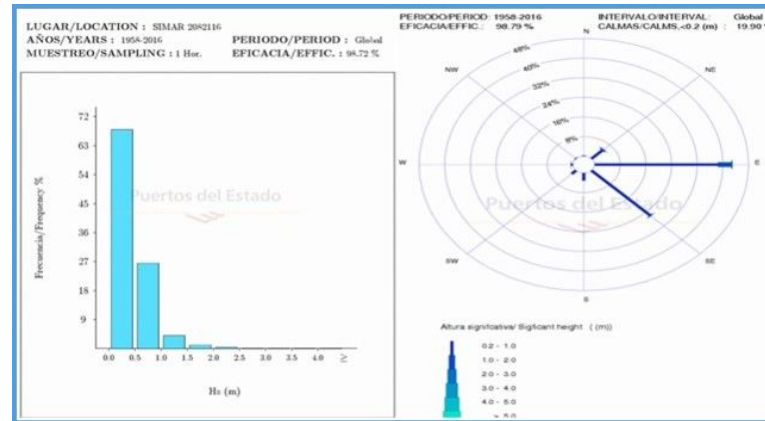 LUGAR/LOCATION : SIMAR 2082116
AÑOS/YEARS : 1958-2016 PERIODO/PERIOD : Global
MUESTREO/SAMPLING : 1 Hor. EFICACIA/EFFIC. : 98.72 %
72
63
54
45
36
27
18
9
Frecuencia/Frequency %
Puertos del Estado
0.0 0.5 1.0 1.5 2.0 2.5 3.0 3.5 4.0 ≥
Hs (m)
PERIODO/PERIOD: 1958-2016 INTERVALO/INTERVAL: Global
EFICACIA/EFFIC.: 98.79 % CALMAS/CALMS,<0.2 (m) : 19.90
N
48%
40%
32%
24%
16%
8%
NW
NE
W
E
Puertos del Estado
SW
SE
S
Altura significativa/ Sigficant height ( (m))
0.2 - 1.0
1.0 - 2.0
2.0 - 3.0
3.0 - 4.0
4.0 - 5.0
> 5.0